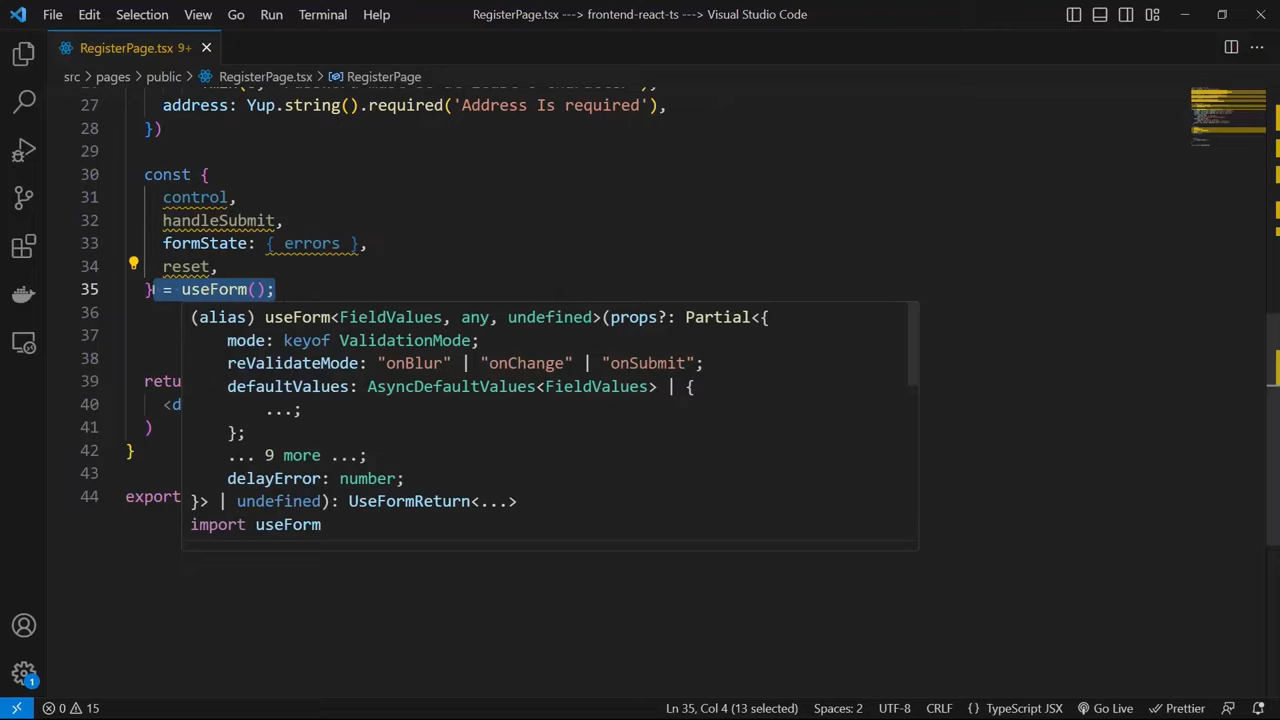 File Edit Selection View Go Run Terminal Help RegisterPage.tsx ---> frontend-react-ts ---> Visual Studio Code
RegisterPage.tsx 9+
src > pages > public > RegisterPage.tsx > RegisterPage
27 address: Yup.string().required('Address Is required'),
28 })
29
30 const {
31 control,
32 handleSubmit,
33 formState: { errors },
34 reset,
35 } = useForm();
36 (alias) useForm<FieldValues, any, undefined>(props?: Partial<{
37 mode: keyof ValidationMode;
38 reValidateMode: "onBlur" | "onChange" | "onSubmit";
39 retu defaultValues: AsyncDefaultValues<FieldValues> | {
40 <d ...;
41 ) };
42 } ... 9 more ...;
43 delayError: number;
44 export }> | undefined): UseFormReturn<...>
import useForm
1
0 15 Ln 35, Col 4 (13 selected) Spaces: 2 UTF-8 CRLF {} TypeScript JSX Go Live Prettier